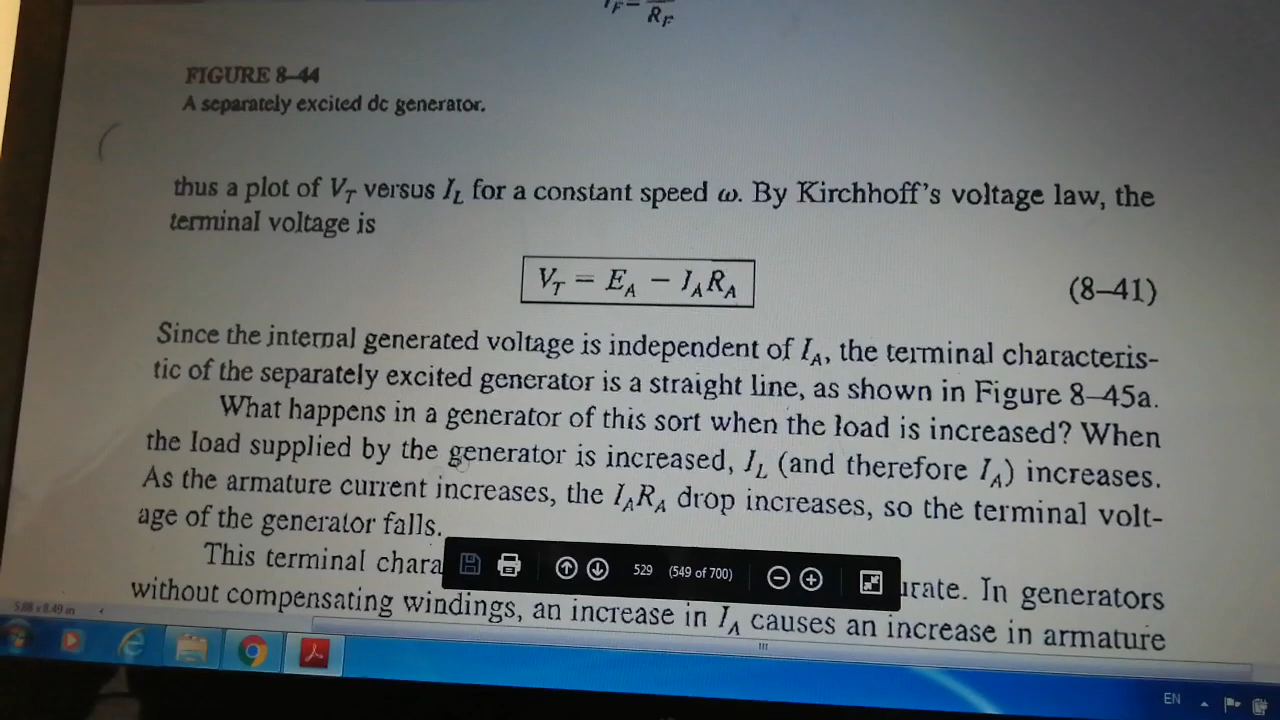 R_F
FIGURE 8–44
A separately excited dc generator.
thus a plot of V_T versus I_L for a constant speed ω. By Kirchhoff's voltage law, the
terminal voltage is
V_T = E_A − I_A R_A (8–41)
Since the internal generated voltage is independent of I_A, the terminal characteris-
tic of the separately excited generator is a straight line, as shown in Figure 8–45a.
What happens in a generator of this sort when the load is increased? When
the load supplied by the generator is increased, I_L (and therefore I_A) increases.
As the armature current increases, the I_A R_A drop increases, so the terminal volt-
age of the generator falls.
This terminal chara urate. In generators
529 (549 of 700)
without compensating windings, an increase in I_A causes an increase in armature
5.88 x 8.49 in
EN